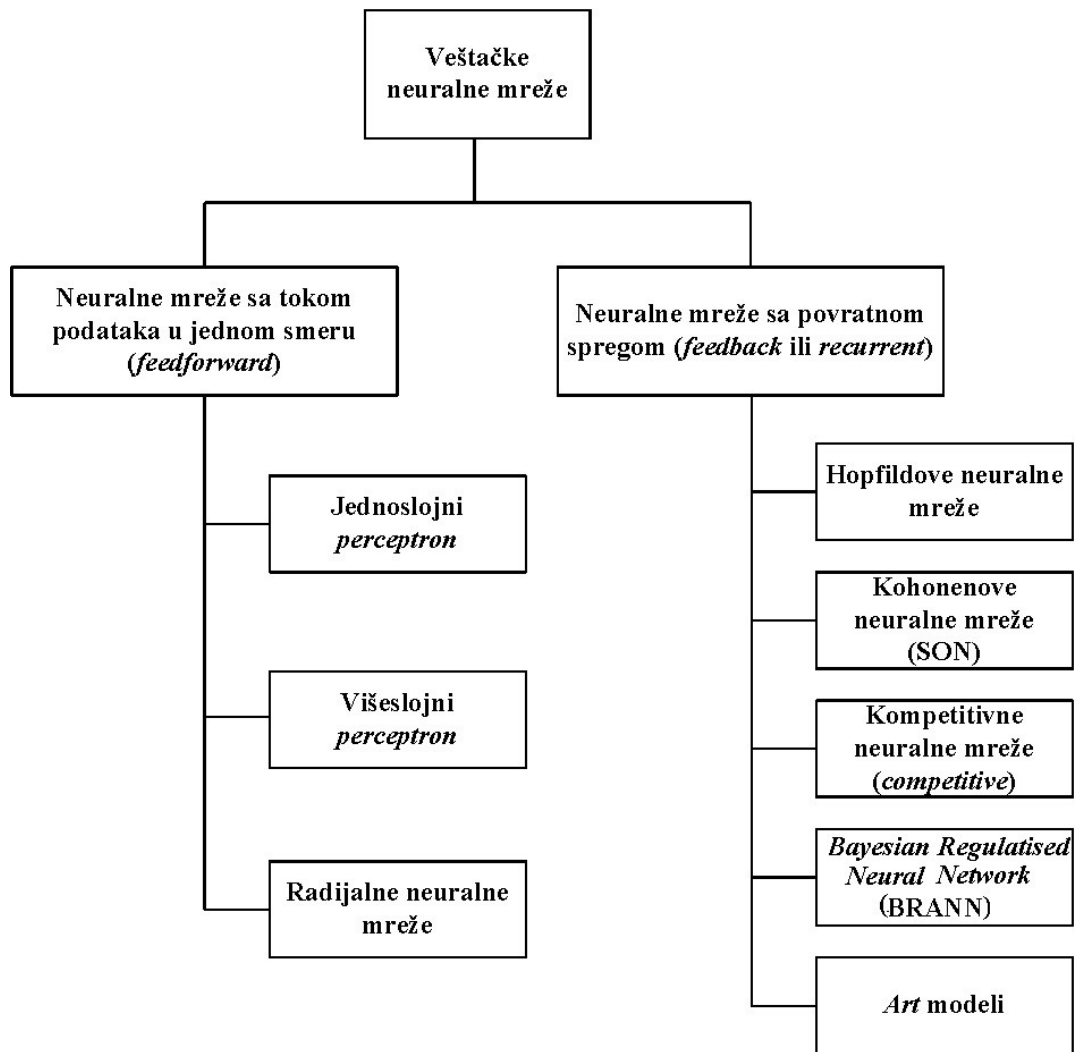 Veštačke
neuralne mreže
Neuralne mreže sa tokom
podataka u jednom smeru
(feedforward)
Neuralne mreže sa povratnom
spregom (feedback ili recurrent)
Jednoslojni
perceptron
Višeslojni
perceptron
Radijalne neuralne
mreže
Hopfildove neuralne
mreže
Kohonenove
neuralne mreže
(SON)
Kompetitivne
neuralne mreže
(competitive)
Bayesian Regulatised
Neural Network
(BRANN)
Art modeli